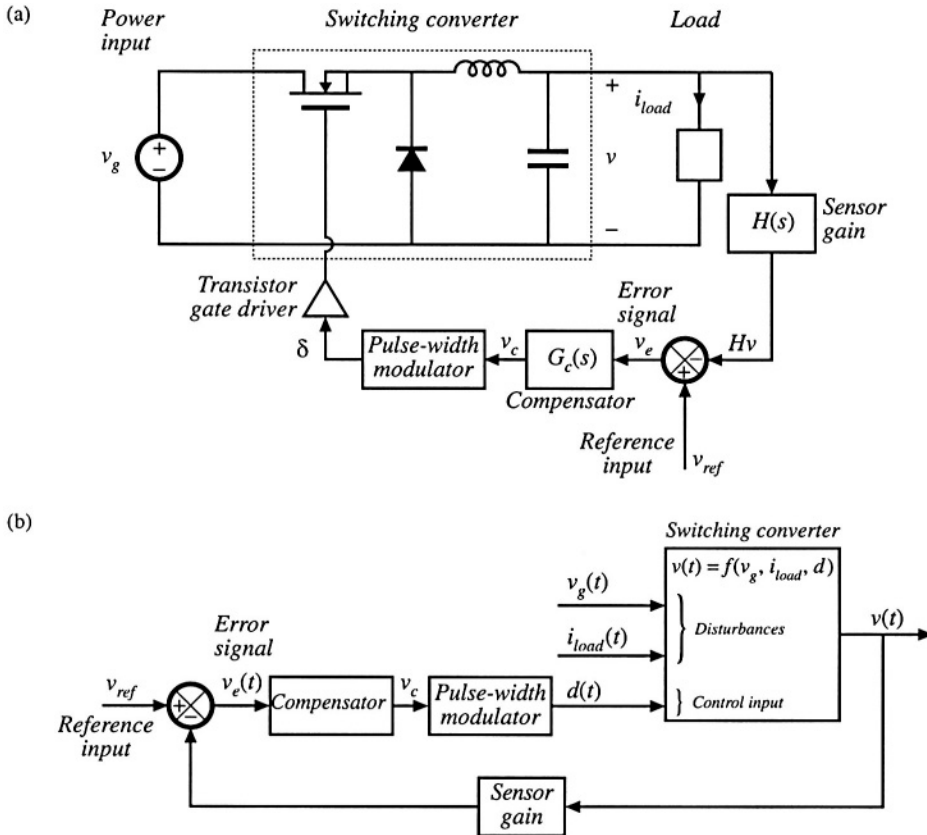 (a)
Power
input
Switching converter
Load
+
i_load
v_g
+
−
v
−
H(s)
Sensor
gain
Transistor
gate driver
δ
Pulse-width
modulator
v_c
G_c(s)
Compensator
Error
signal
v_e
−
+
Hv
Reference
input
v_ref
(b)
Switching converter
v(t) = f(v_g, i_load, d)
v_g(t)
i_load(t)
} Disturbances
v(t)
Error
signal
v_ref
Reference
input
+
−
v_e(t)
Compensator
v_c
Pulse-width
modulator
d(t)
} Control input
Sensor
gain